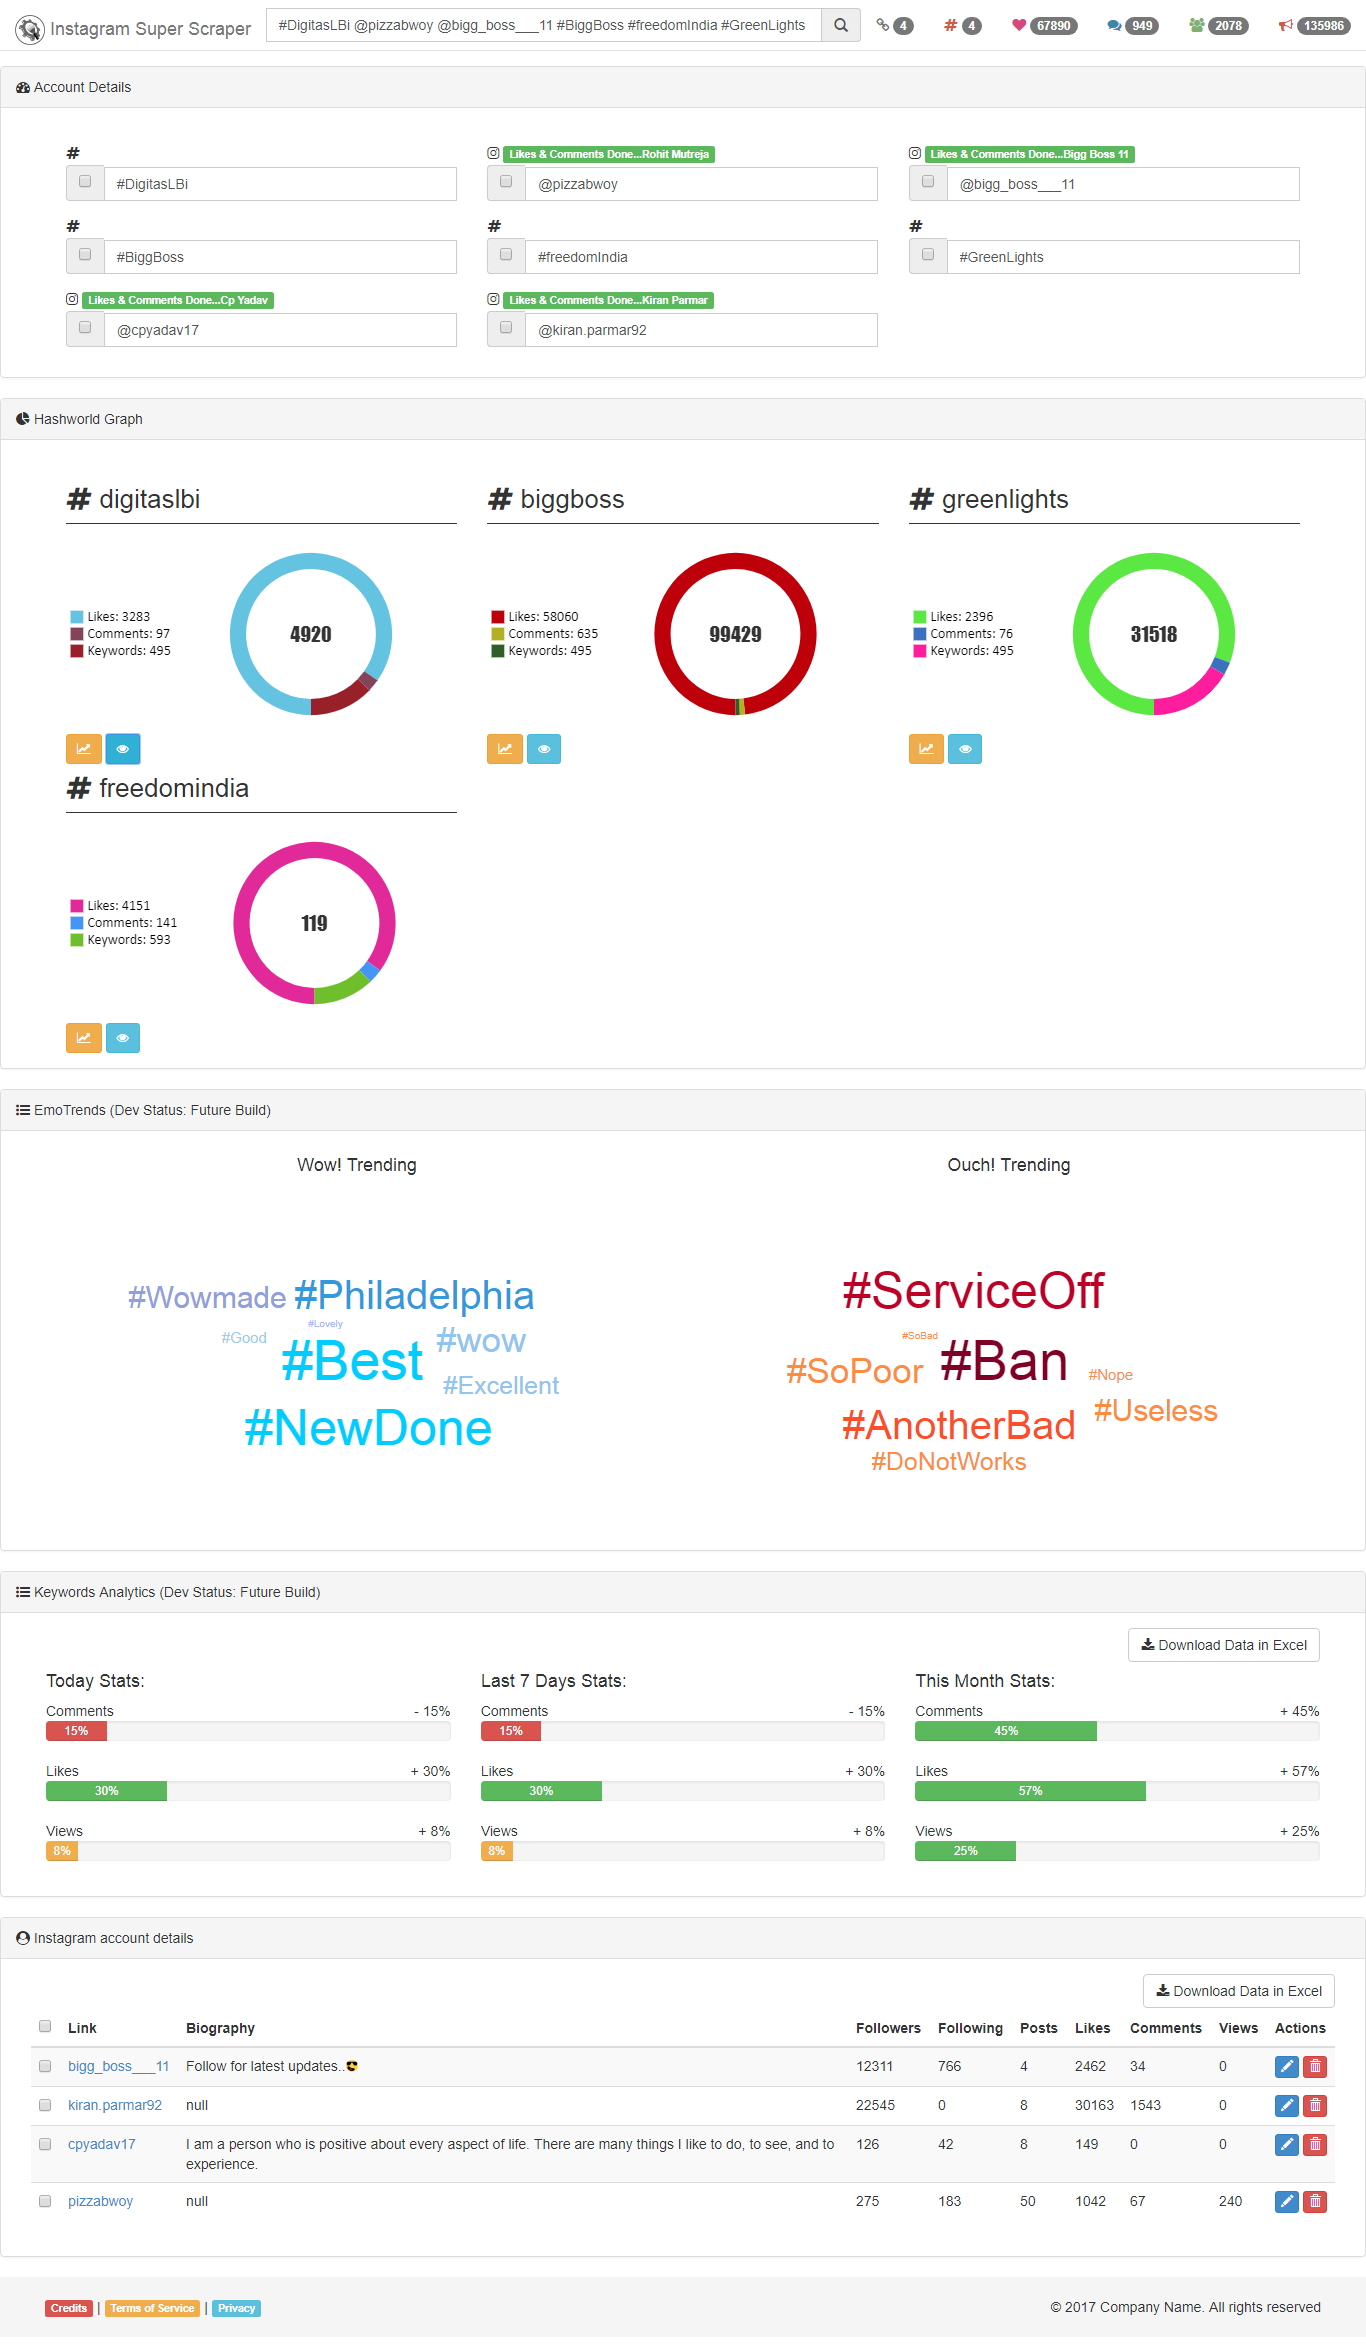 Instagram Super Scraper #DigitasLBi @pizzabwoy @bigg_boss___11 #BiggBoss #freedomIndia #GreenLights 4 # 4 67890 949 2078 135986
Account Details
# Likes & Comments Done...Rohit Mutreja Likes & Comments Done...Bigg Boss 11
#DigitasLBi @pizzabwoy @bigg_boss___11
# # #
#BiggBoss #freedomIndia #GreenLights
Likes & Comments Done...Cp Yadav Likes & Comments Done...Kiran Parmar
@cpyadav17 @kiran.parmar92
Hashworld Graph
# digitaslbi # biggboss # greenlights
Likes: 3283
Comments: 97
Keywords: 495
4920
Likes: 58060
Comments: 635
Keywords: 495
99429
Likes: 2396
Comments: 76
Keywords: 495
31518
# freedomindia
Likes: 4151
Comments: 141
Keywords: 593
119
EmoTrends (Dev Status: Future Build)
Wow! Trending
#Wowmade #Philadelphia
#Lovely
#Good
#Best #wow
#Excellent
#NewDone
Ouch! Trending
#ServiceOff
#SoBad
#SoPoor #Ban #Nope
#AnotherBad #Useless
#DoNotWorks
Keywords Analytics (Dev Status: Future Build)
Download Data in Excel
Today Stats: Last 7 Days Stats: This Month Stats:
Comments - 15% Comments - 15% Comments + 45%
15% 15% 45%
Likes + 30% Likes + 30% Likes + 57%
30% 30% 57%
Views + 8% Views + 8% Views + 25%
8% 8% 25%
Instagram account details
Download Data in Excel
Link Biography Followers Following Posts Likes Comments Views Actions
bigg_boss___11 Follow for latest updates..😎 12311 766 4 2462 34 0
kiran.parmar92 null 22545 0 8 30163 1543 0
cpyadav17 I am a person who is positive about every aspect of life. There are many things I like to do, to see, and to 126 42 8 149 0 0
experience.
pizzabwoy null 275 183 50 1042 67 240
Credits | Terms of Service | Privacy © 2017 Company Name. All rights reserved